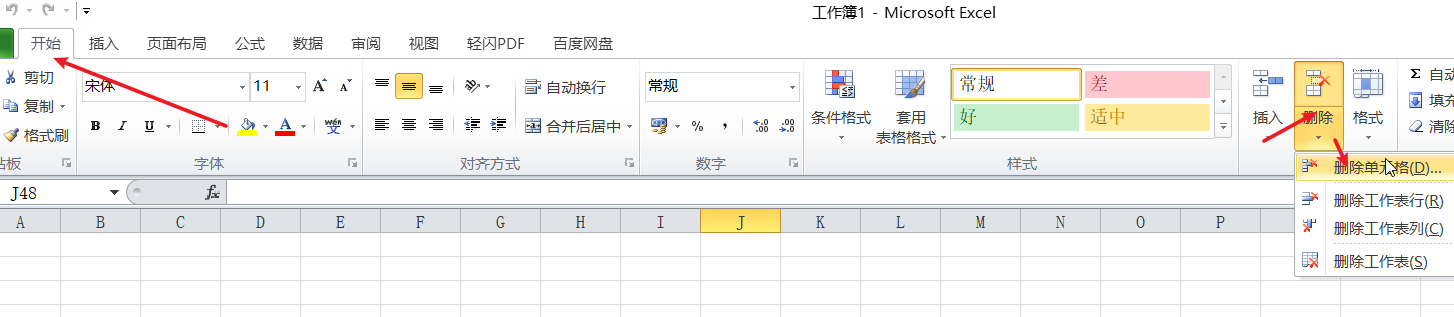 工作簿1 - Microsoft Excel
开始 插入 页面布局 公式 数据 审阅 视图 轻闪PDF 百度网盘
剪切
复制
格式刷
贴板
宋体 11
B I U A wén 文
字体
自动换行
合并后居中
对齐方式
常规
% , .00 .00
数字
条件格式
套用
表格格式
常规 差
好 适中
样式
插入 删除 格式
Σ 自动
填充
清除
删除单元格(D)...
删除工作表行(R)
删除工作表列(C)
删除工作表(S)
J48 fx
A B C D E F G H I J K L M N O P